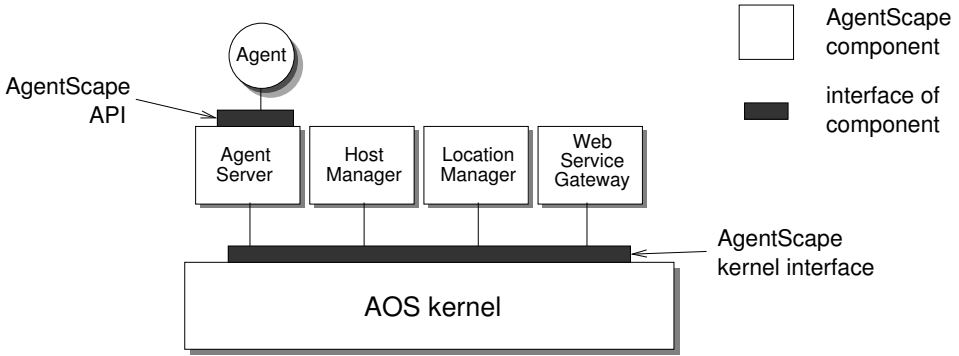 Agent
AgentScape
API
Agent
Server
Host
Manager
Location
Manager
Web
Service
Gateway
AgentScape
kernel interface
AOS kernel
AgentScape
component
interface of
component